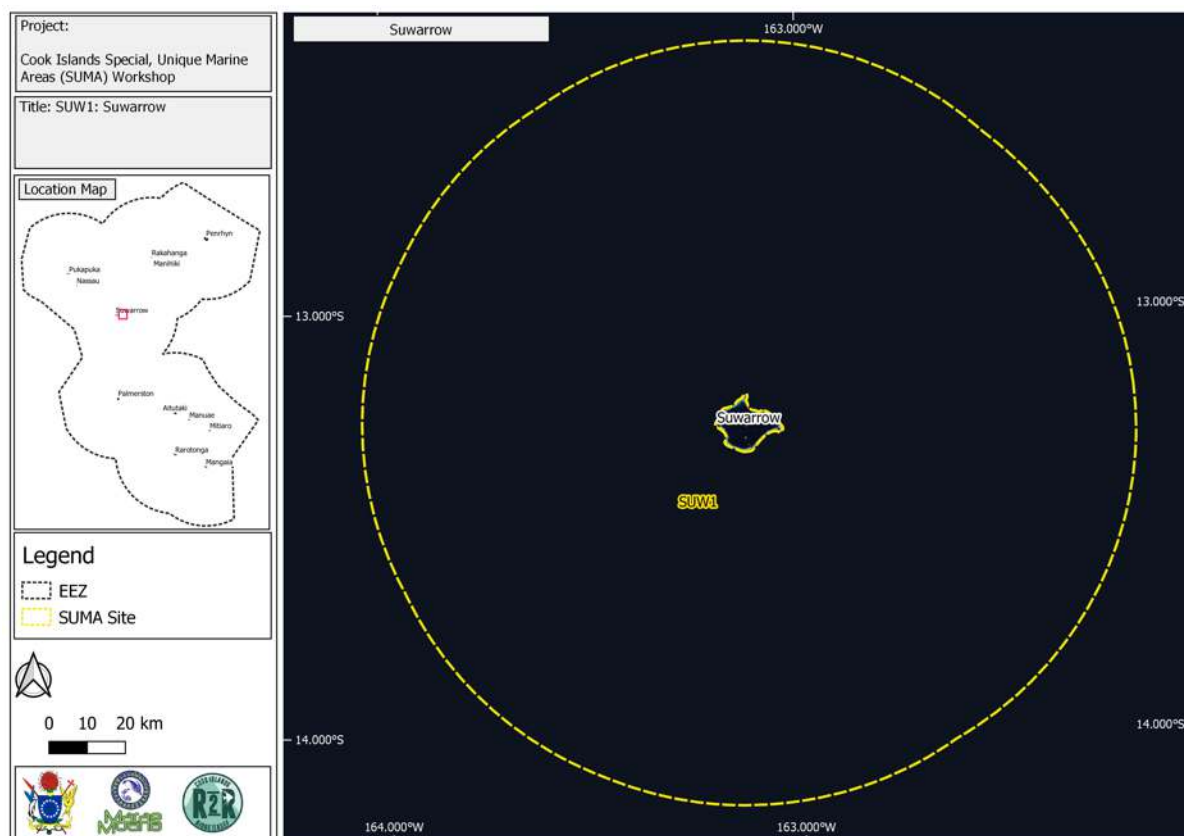 Project:
Cook Islands Special, Unique Marine
Areas (SUMA) Workshop
Title: SUW1: Suwarrow
Location Map
Penrhyn
Rakahanga
Manihiki
Pukapuka
Nassau
Suwarrow
Palmerston
Aitutaki
Manuae
Mitiaro
Rarotonga
Mangaia
Legend
EEZ
SUMA Site
0 10 20 km
R2R
Suwarrow
163.000°W
13.000°S
13.000°S
Suwarrow
SUW1
14.000°S
14.000°S
164.000°W
163.000°W